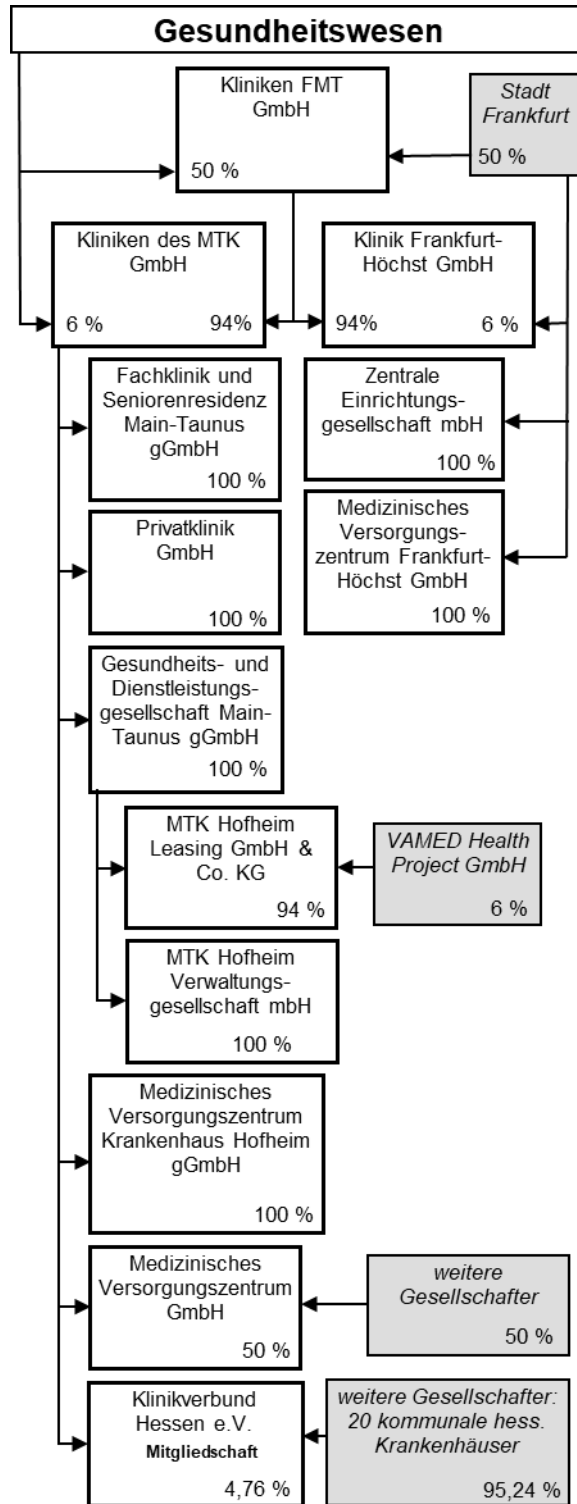 Gesundheitswesen
Kliniken FMT
GmbH
50 %
Stadt
Frankfurt
50 %
Kliniken des MTK
GmbH
6 % 94%
Klinik Frankfurt-
Höchst GmbH
94% 6 %
Fachklinik und
Seniorenresidenz
Main-Taunus
gGmbH
100 %
Zentrale
Einrichtungs-
gesellschaft mbH
100 %
Privatklinik
GmbH
100 %
Medizinisches
Versorgungs-
zentrum Frankfurt-
Höchst GmbH
100 %
Gesundheits- und
Dienstleistungs-
gesellschaft Main-
Taunus gGmbH
100 %
MTK Hofheim
Leasing GmbH &
Co. KG
94 %
VAMED Health
Project GmbH
6 %
MTK Hofheim
Verwaltungs-
gesellschaft mbH
100 %
Medizinisches
Versorgungszentrum
Krankenhaus Hofheim
gGmbH
100 %
Medizinisches
Versorgungszentrum
GmbH
50 %
weitere
Gesellschafter
50 %
Klinikverbund
Hessen e.V.
Mitgliedschaft
4,76 %
weitere Gesellschafter:
20 kommunale hess.
Krankenhäuser
95,24 %